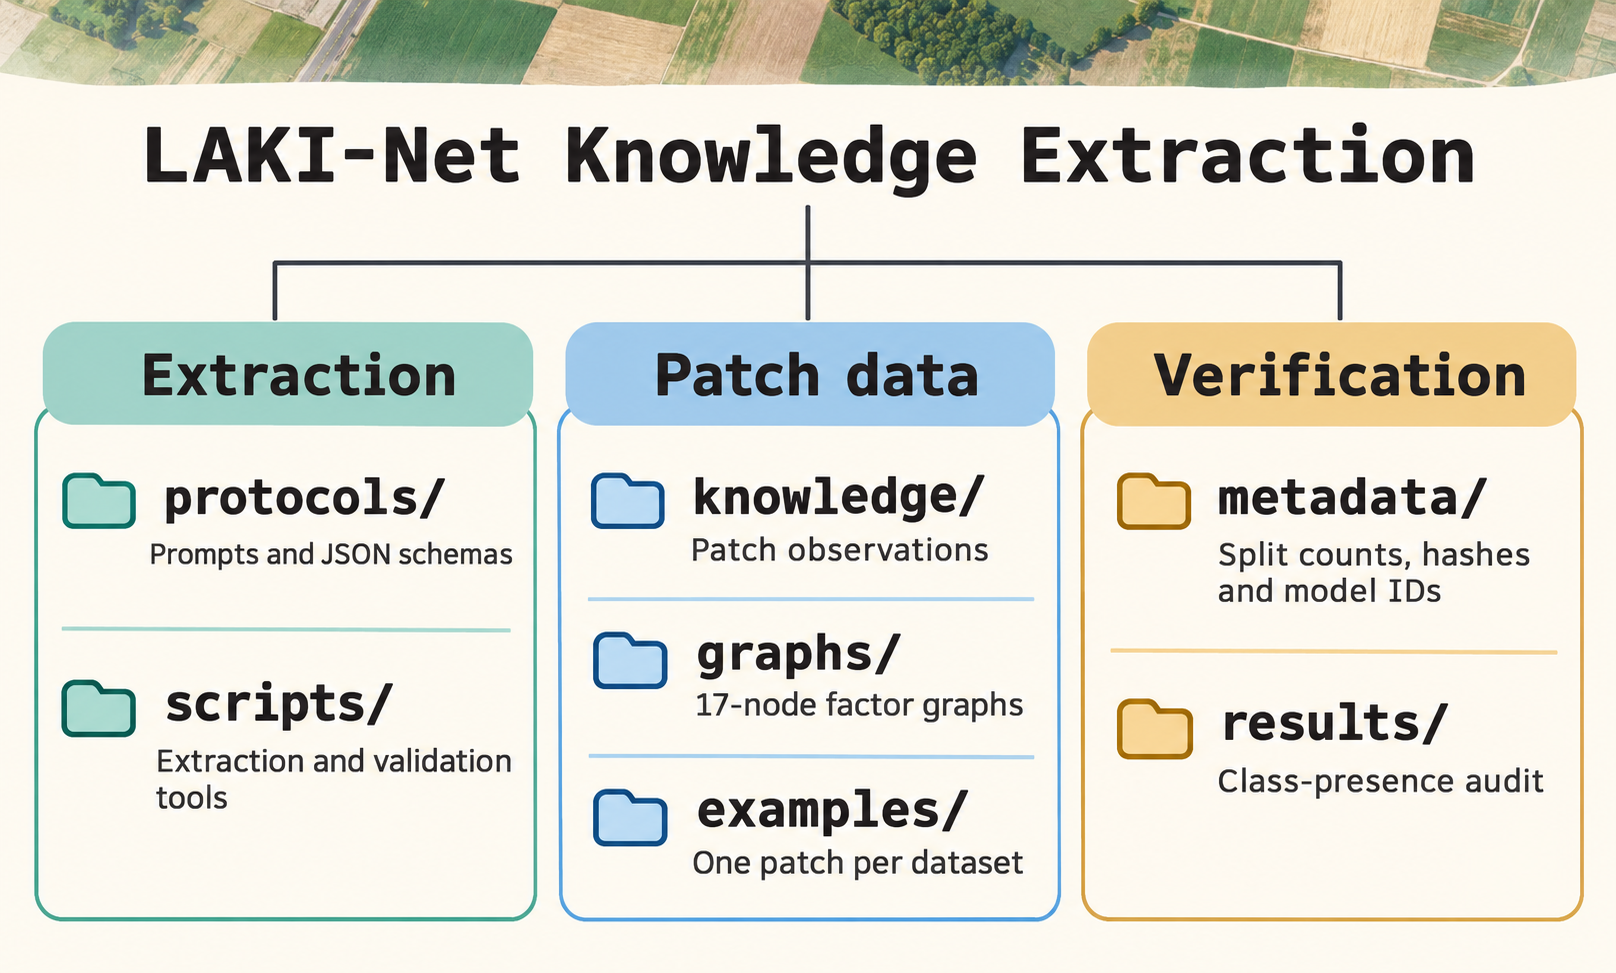 LAKI-Net Knowledge Extraction
Extraction
protocols/
Prompts and JSON schemas
scripts/
Extraction and validation
tools
Patch data
knowledge/
Patch observations
graphs/
17-node factor graphs
examples/
One patch per dataset
Verification
metadata/
Split counts, hashes
and model IDs
results/
Class-presence audit